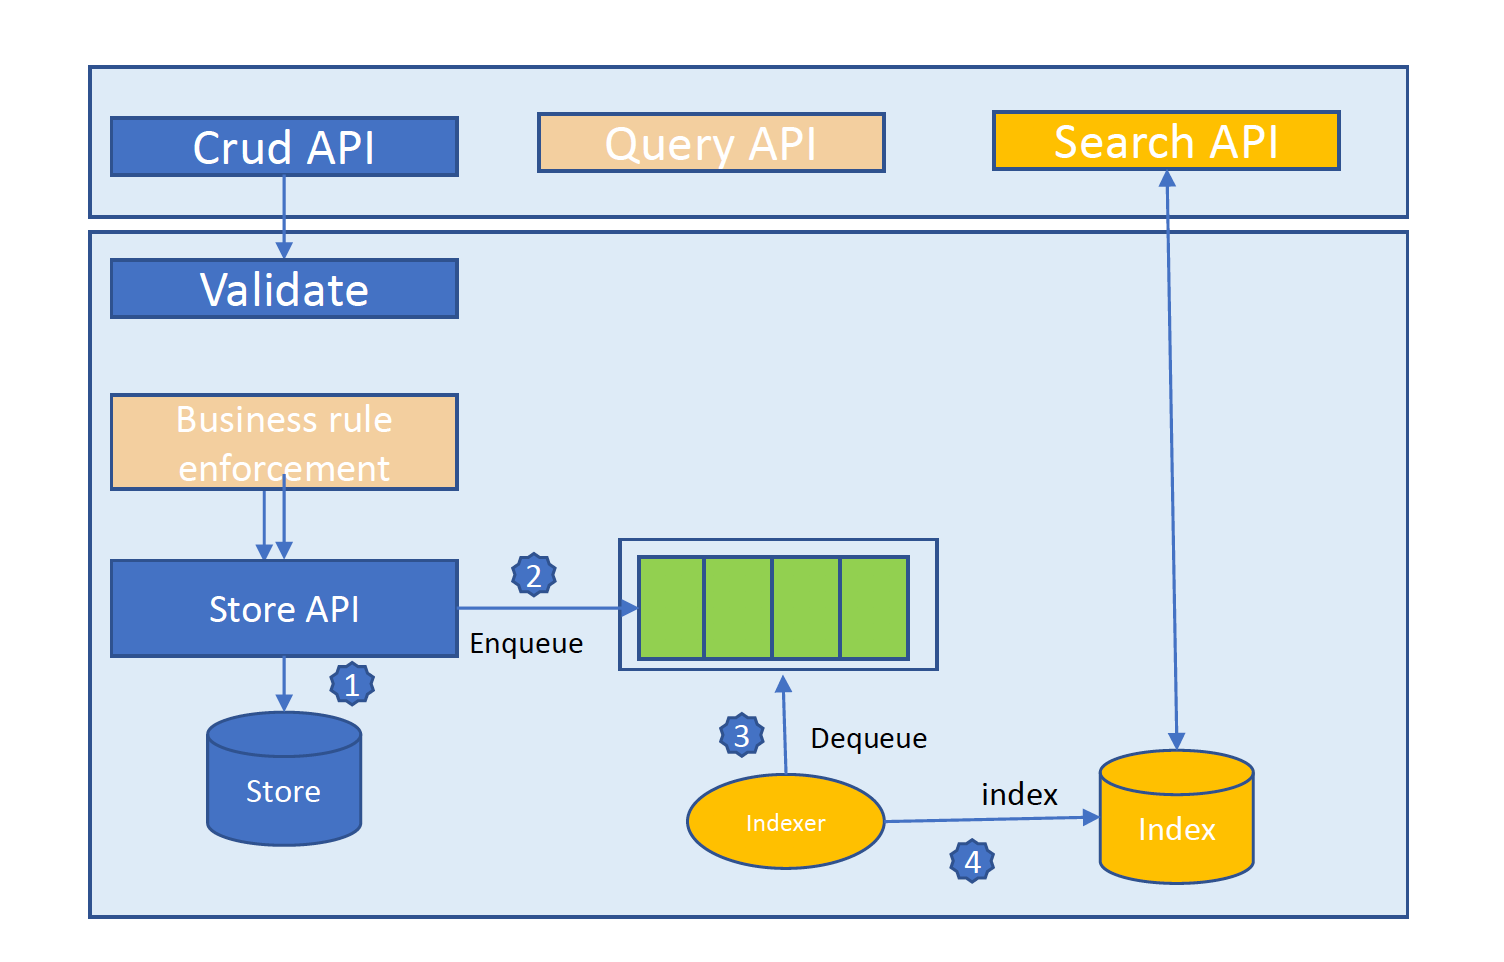 Crud API
Query API
Search API
Validate
Business rule
enforcement
Store API
2
Enqueue
1
Store
3
Dequeue
Indexer
index
4
Index